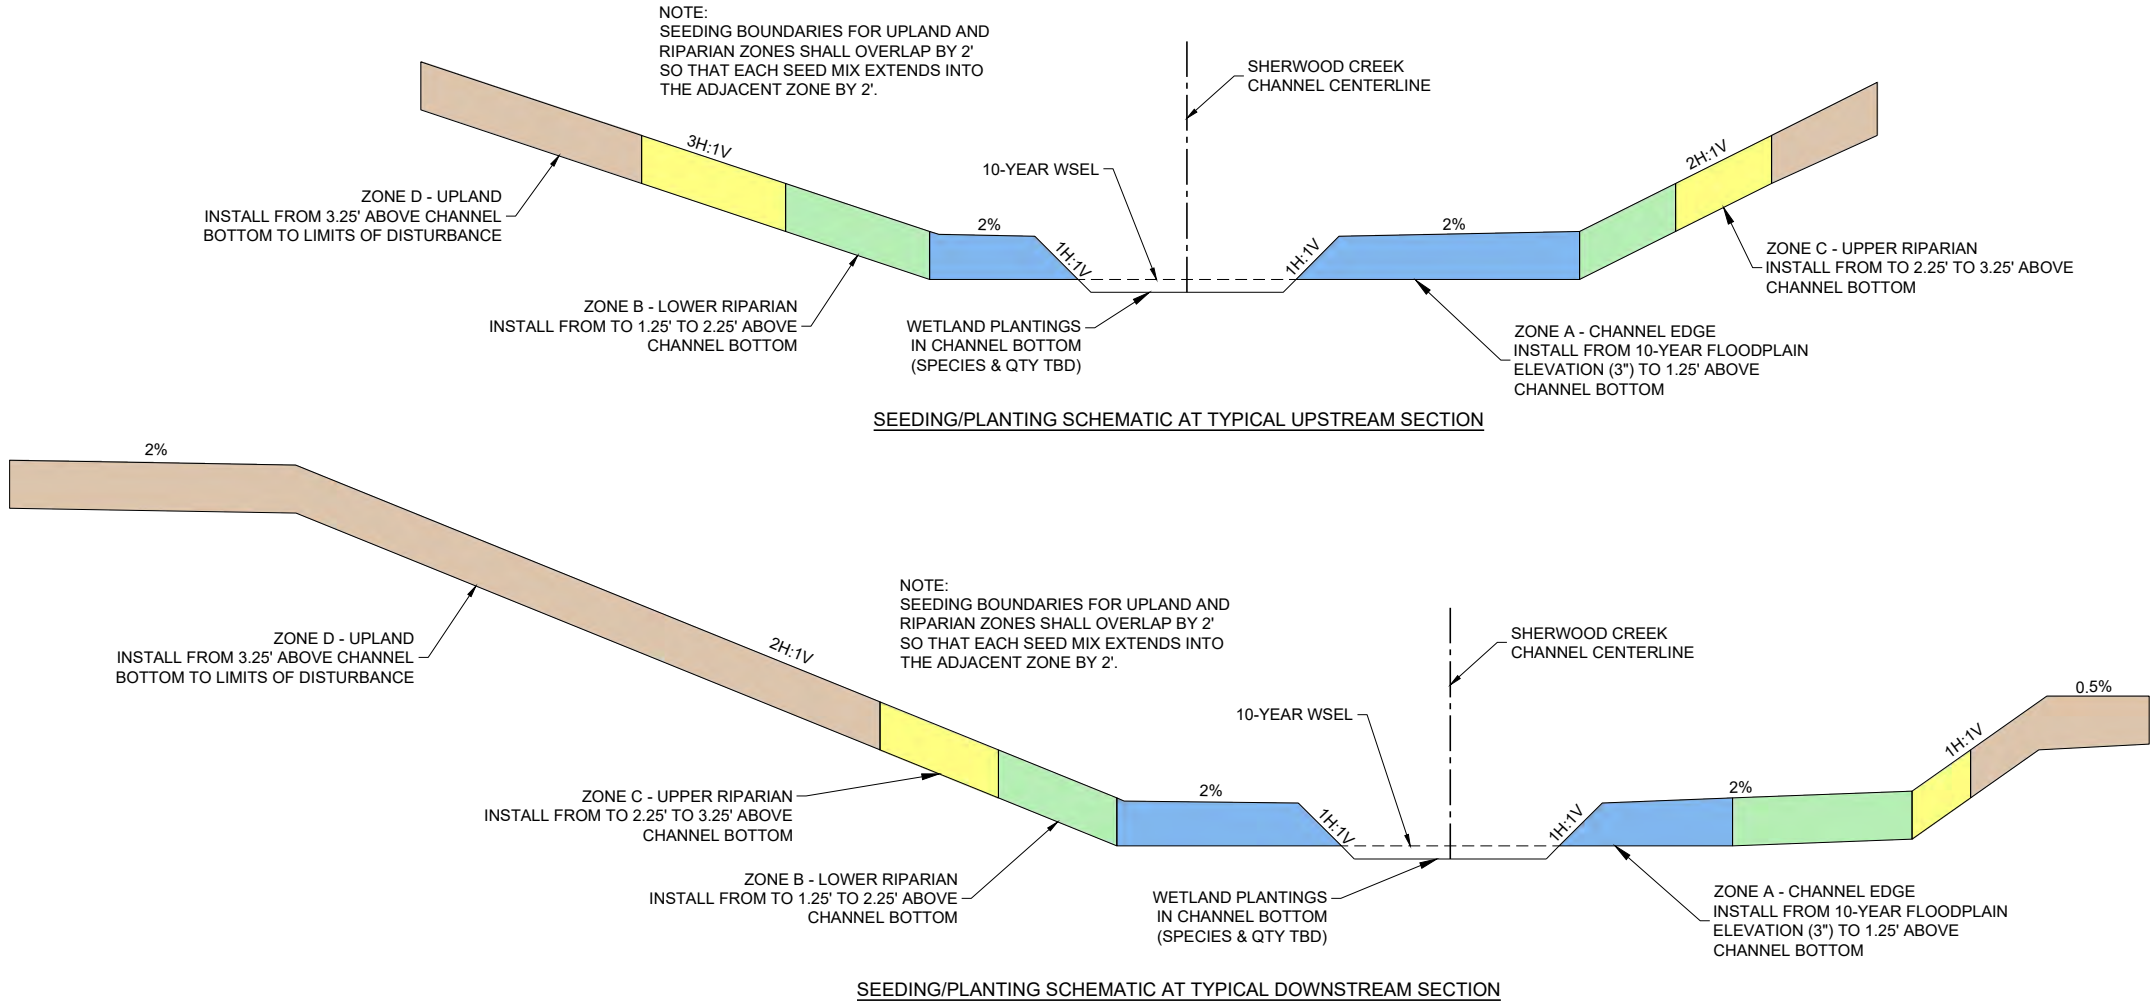 NOTE:
SEEDING BOUNDARIES FOR UPLAND AND
RIPARIAN ZONES SHALL OVERLAP BY 2'
SO THAT EACH SEED MIX EXTENDS INTO
THE ADJACENT ZONE BY 2'.
SHERWOOD CREEK
CHANNEL CENTERLINE
3H:1V
2H:1V
10-YEAR WSEL
ZONE D - UPLAND
INSTALL FROM 3.25' ABOVE CHANNEL
BOTTOM TO LIMITS OF DISTURBANCE
2%
2%
1H:1V
1H:1V
ZONE C - UPPER RIPARIAN
INSTALL FROM TO 2.25' TO 3.25' ABOVE
CHANNEL BOTTOM
ZONE B - LOWER RIPARIAN
INSTALL FROM TO 1.25' TO 2.25' ABOVE
CHANNEL BOTTOM
WETLAND PLANTINGS
IN CHANNEL BOTTOM
(SPECIES & QTY TBD)
ZONE A - CHANNEL EDGE
INSTALL FROM 10-YEAR FLOODPLAIN
ELEVATION (3") TO 1.25' ABOVE
CHANNEL BOTTOM
SEEDING/PLANTING SCHEMATIC AT TYPICAL UPSTREAM SECTION
2%
NOTE:
SEEDING BOUNDARIES FOR UPLAND AND
RIPARIAN ZONES SHALL OVERLAP BY 2'
SO THAT EACH SEED MIX EXTENDS INTO
THE ADJACENT ZONE BY 2'.
ZONE D - UPLAND
INSTALL FROM 3.25' ABOVE CHANNEL
BOTTOM TO LIMITS OF DISTURBANCE
2H:1V
SHERWOOD CREEK
CHANNEL CENTERLINE
0.5%
10-YEAR WSEL
1H:1V
2%
2%
1H:1V
1H:1V
ZONE C - UPPER RIPARIAN
INSTALL FROM TO 2.25' TO 3.25' ABOVE
CHANNEL BOTTOM
ZONE B - LOWER RIPARIAN
INSTALL FROM TO 1.25' TO 2.25' ABOVE
CHANNEL BOTTOM
WETLAND PLANTINGS
IN CHANNEL BOTTOM
(SPECIES & QTY TBD)
ZONE A - CHANNEL EDGE
INSTALL FROM 10-YEAR FLOODPLAIN
ELEVATION (3") TO 1.25' ABOVE
CHANNEL BOTTOM
SEEDING/PLANTING SCHEMATIC AT TYPICAL DOWNSTREAM SECTION